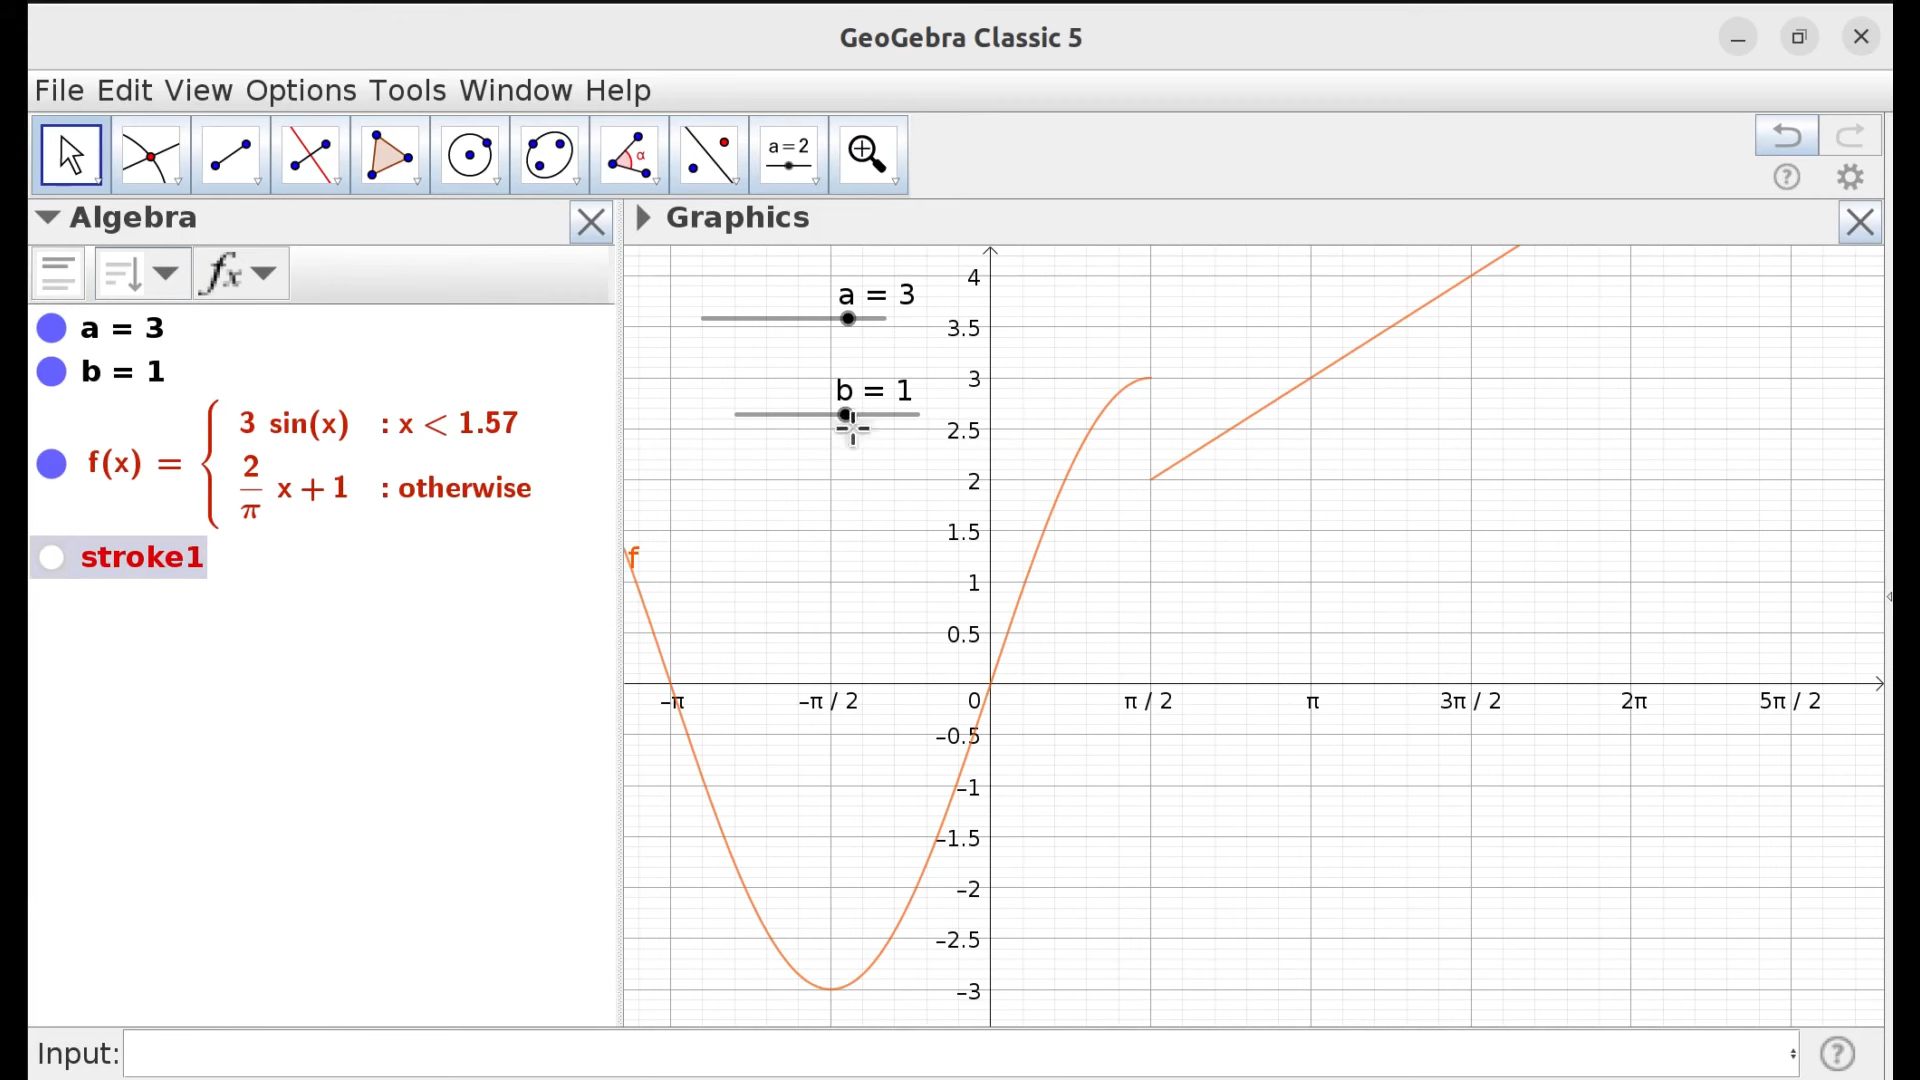 GeoGebra Classic 5
File Edit View Options Tools Window Help
α
a=2
Algebra
Graphics
fx
a = 3
b = 1
f(x) = { 3 sin(x) : x < 1.57
2/π x + 1 : otherwise
stroke1
a = 3
b = 1
f
4
3.5
3
2.5
2
1.5
1
0.5
–π –π / 2 0 π / 2 π 3π / 2 2π 5π / 2
–0.5
–1
–1.5
–2
–2.5
–3
Input: